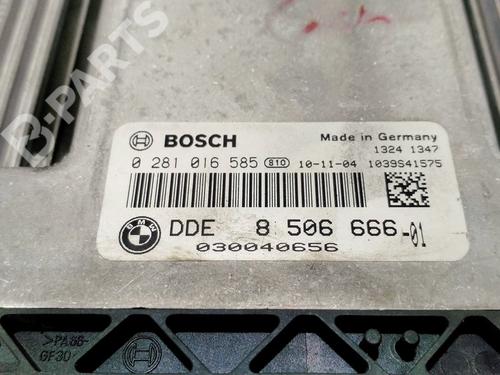 B-PARTS
BOSCH
Made in Germany
1324 1347
0 281 016 585 810 10-11-04 1039S41575
BMW
DDE 8 506 666-01
030040656
>PA66-
GF30